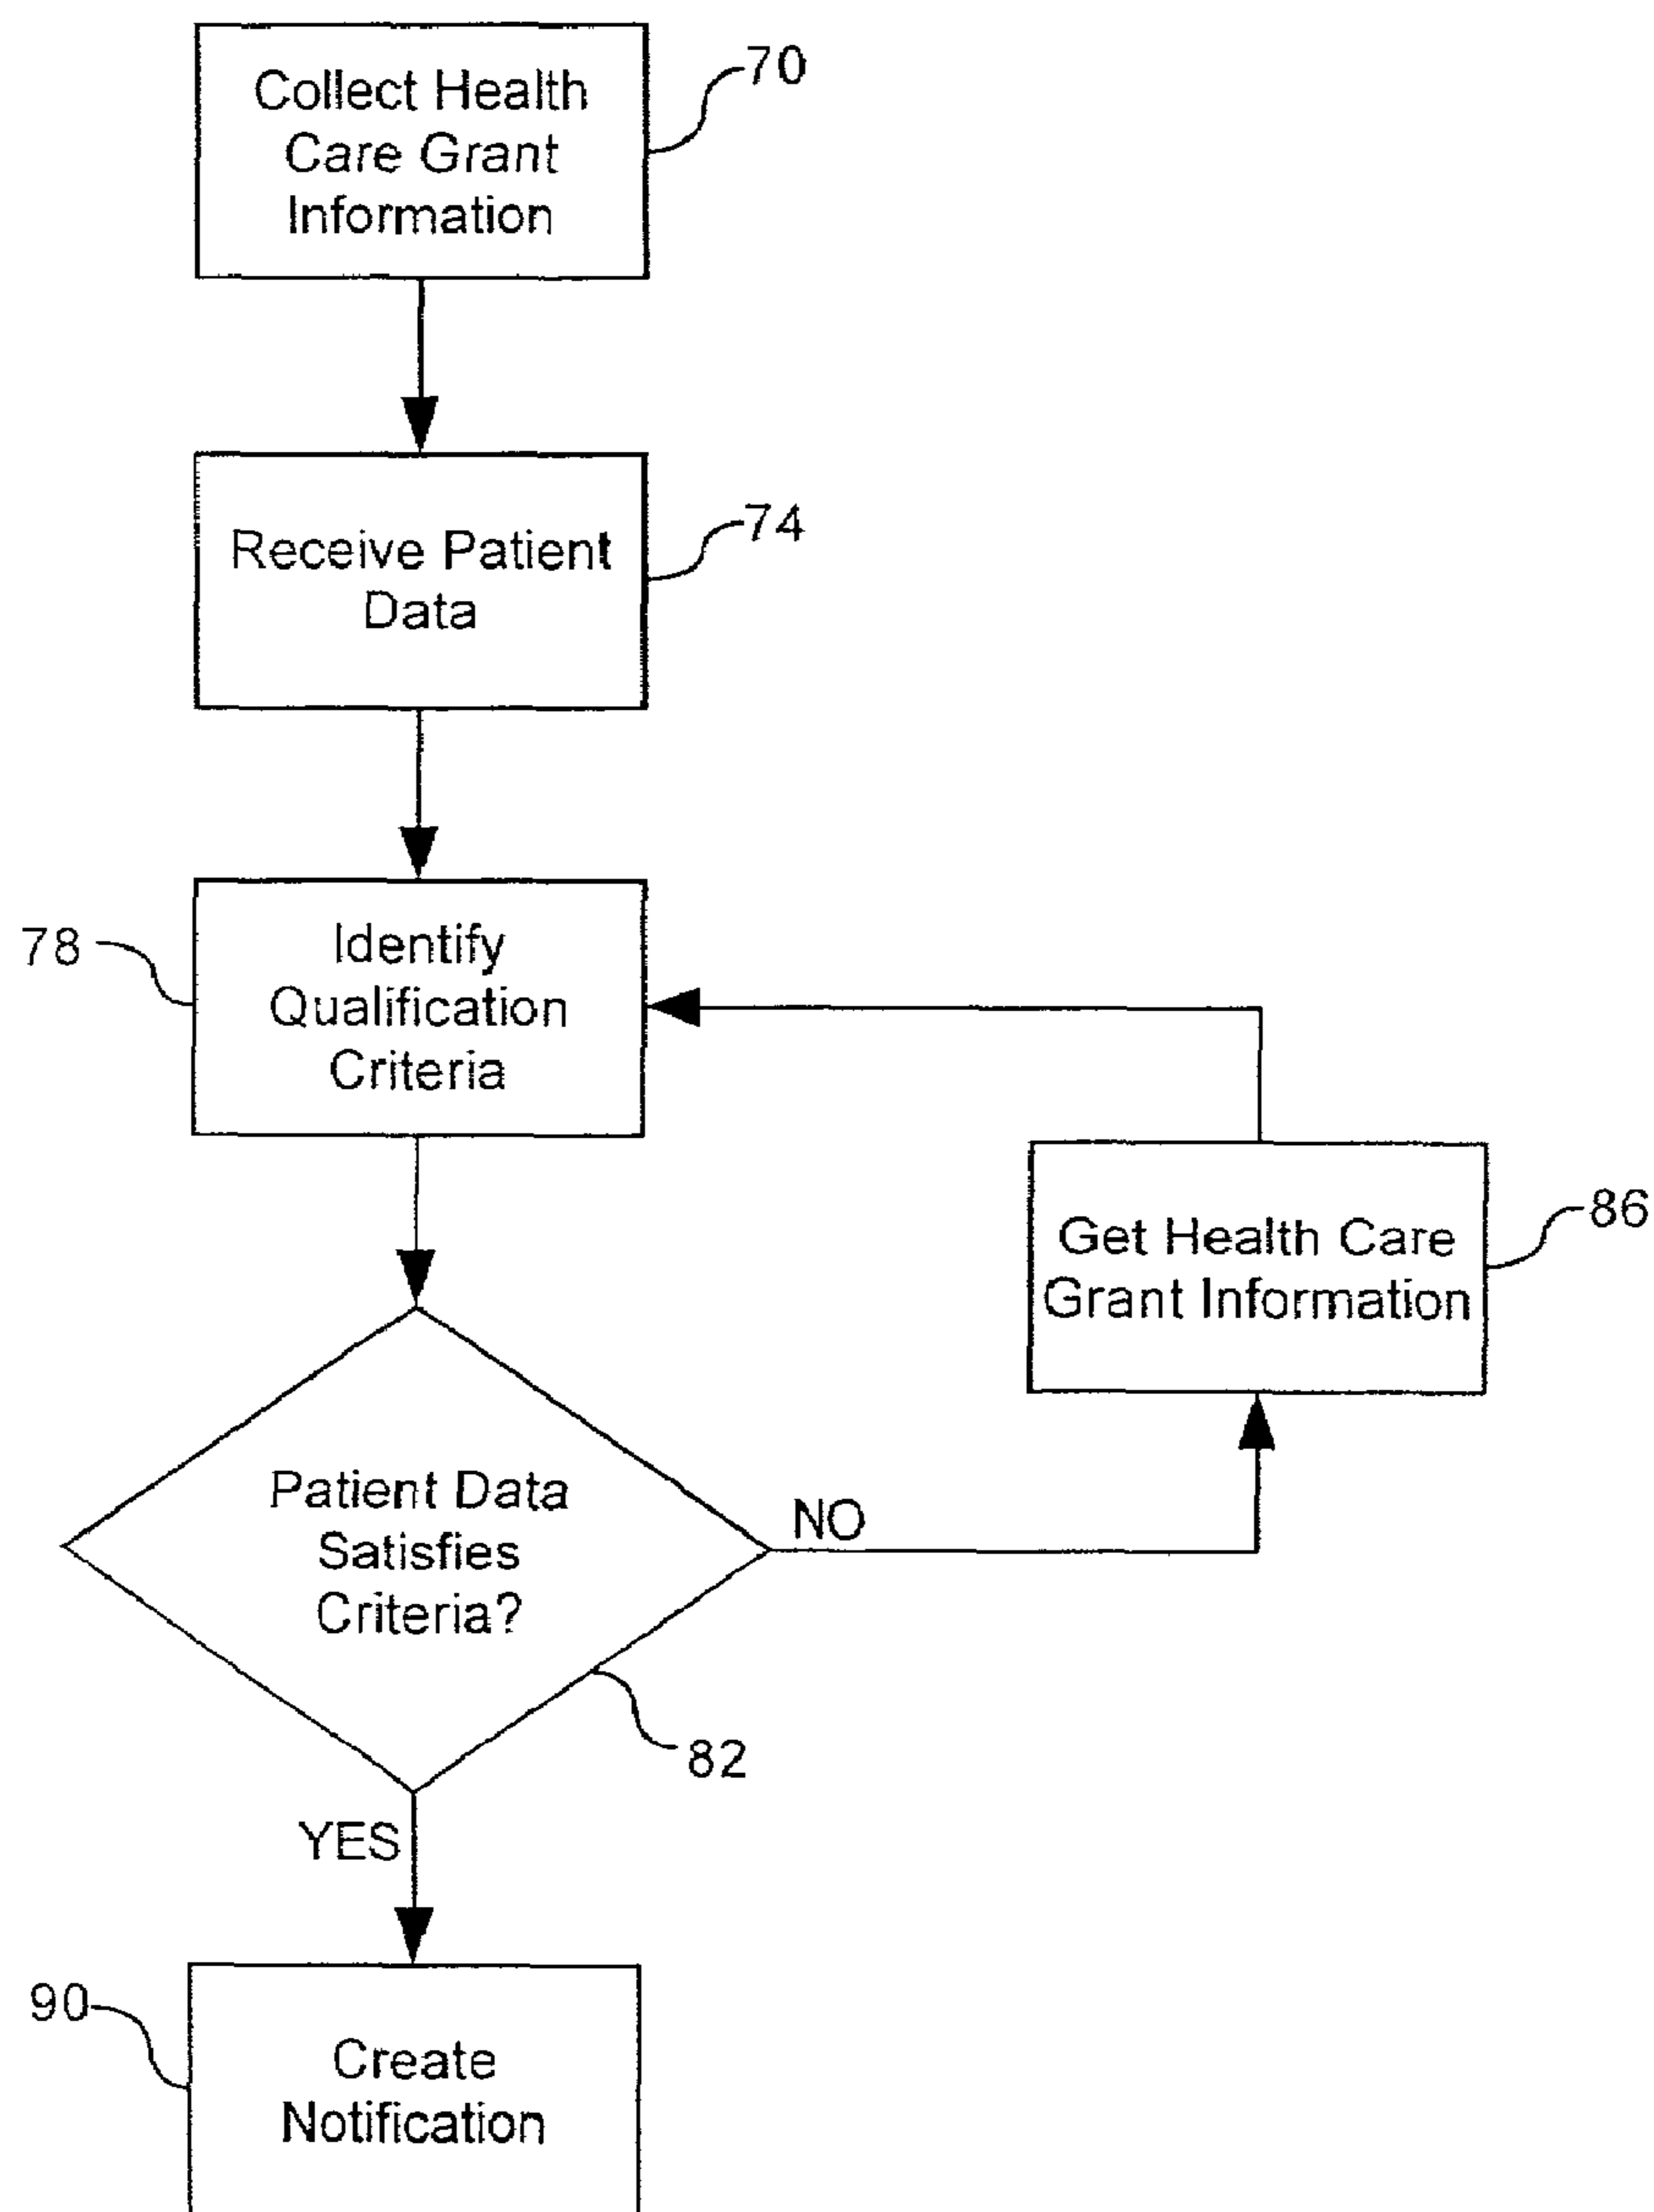 Collect Health
Care Grant
Information
70
Receive Patient
Data
74
78
Identify
Qualification
Criteria
Get Health Care
Grant Information
86
Patient Data
Satisfies
Criteria?
NO
82
YES
90
Create
Notification